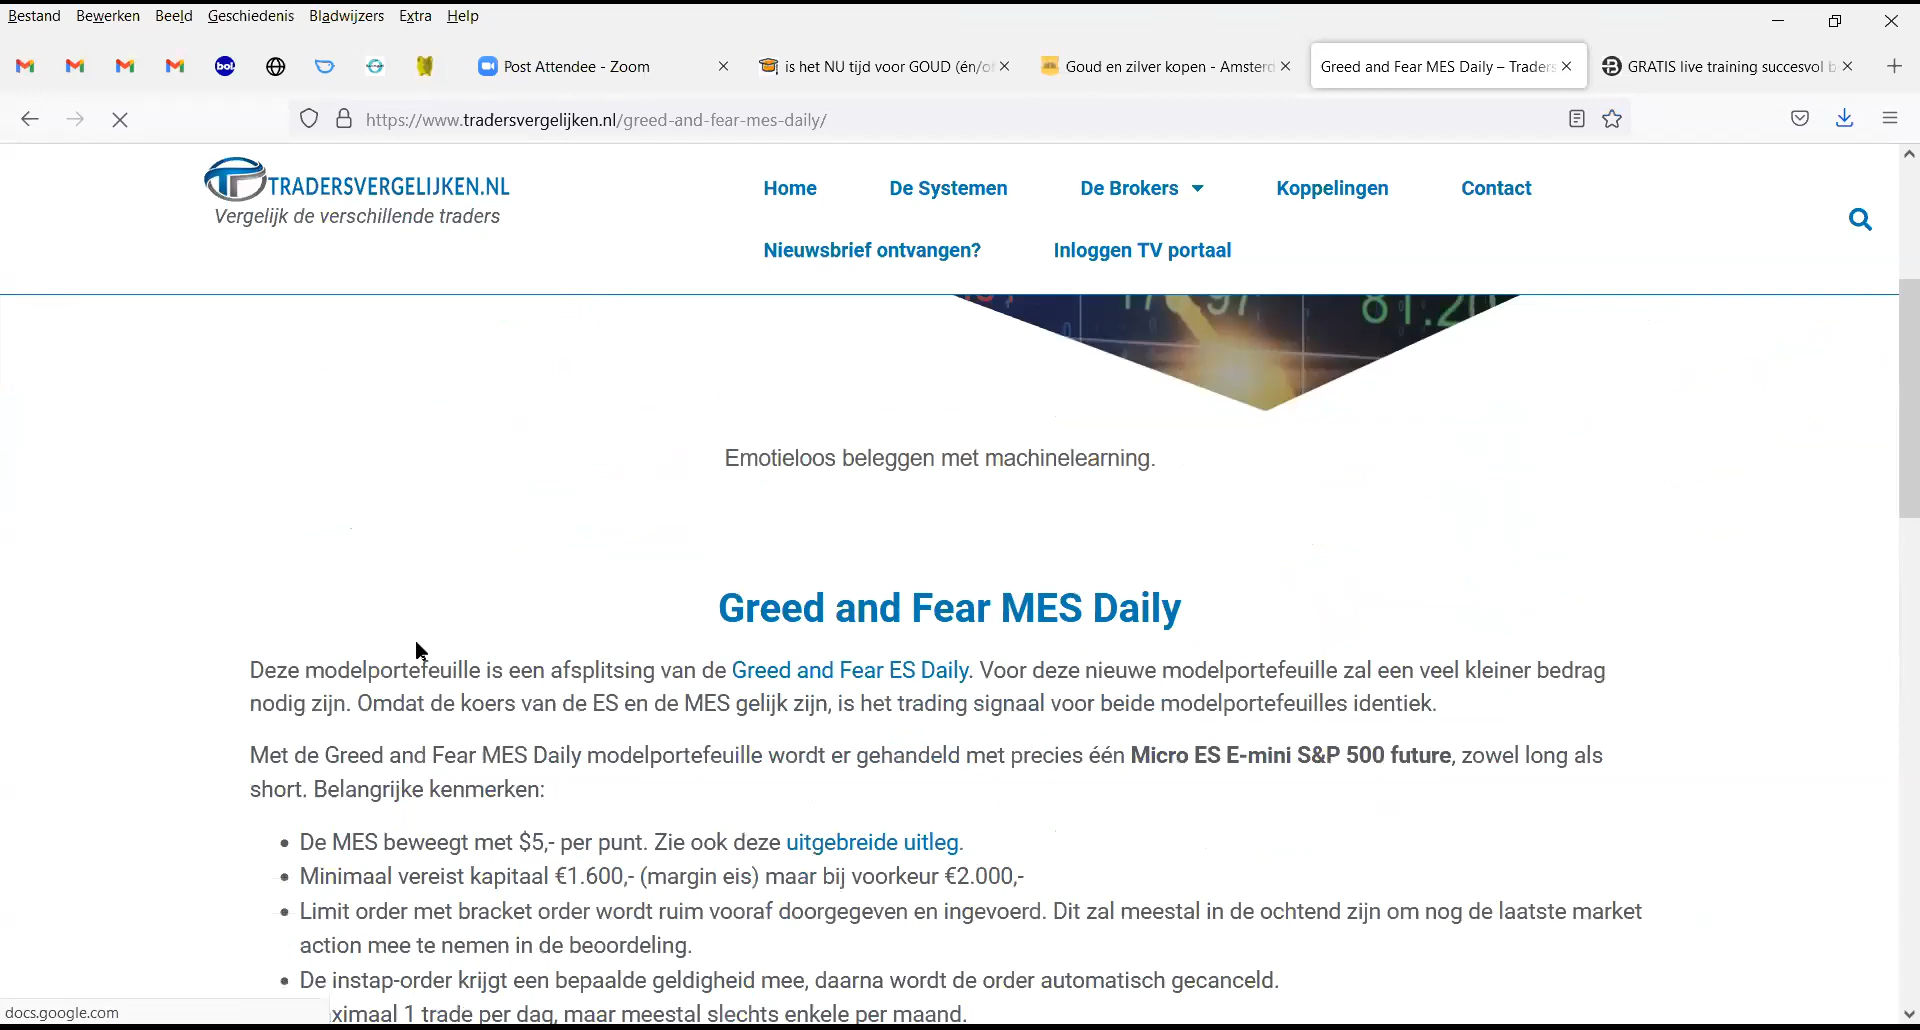 Bestand Bewerken Beeld Geschiedenis Bladwijzers Extra Help
bol. Post Attendee - Zoom is het NU tijd voor GOUD (én/o Goud en zilver kopen - Amster Greed and Fear MES Daily – Traders GRATIS live training succesvol b
https://www.tradersvergelijken.nl/greed-and-fear-mes-daily/
TRADERSVERGELIJKEN.NL
Vergelijk de verschillende traders
Home De Systemen De Brokers Koppelingen Contact
Nieuwsbrief ontvangen? Inloggen TV portaal
Emotieloos beleggen met machinelearning.
Greed and Fear MES Daily
Deze modelportefeuille is een afsplitsing van de Greed and Fear ES Daily. Voor deze nieuwe modelportefeuille zal een veel kleiner bedrag
nodig zijn. Omdat de koers van de ES en de MES gelijk zijn, is het trading signaal voor beide modelportefeuilles identiek.
Met de Greed and Fear MES Daily modelportefeuille wordt er gehandeld met precies één Micro ES E-mini S&P 500 future, zowel long als
short. Belangrijke kenmerken:
• De MES beweegt met $5,- per punt. Zie ook deze uitgebreide uitleg.
• Minimaal vereist kapitaal €1.600,- (margin eis) maar bij voorkeur €2.000,-
• Limit order met bracket order wordt ruim vooraf doorgegeven en ingevoerd. Dit zal meestal in de ochtend zijn om nog de laatste market
action mee te nemen in de beoordeling.
• De instap-order krijgt een bepaalde geldigheid mee, daarna wordt de order automatisch gecanceld.
ximaal 1 trade per dag, maar meestal slechts enkele per maand.
docs.google.com